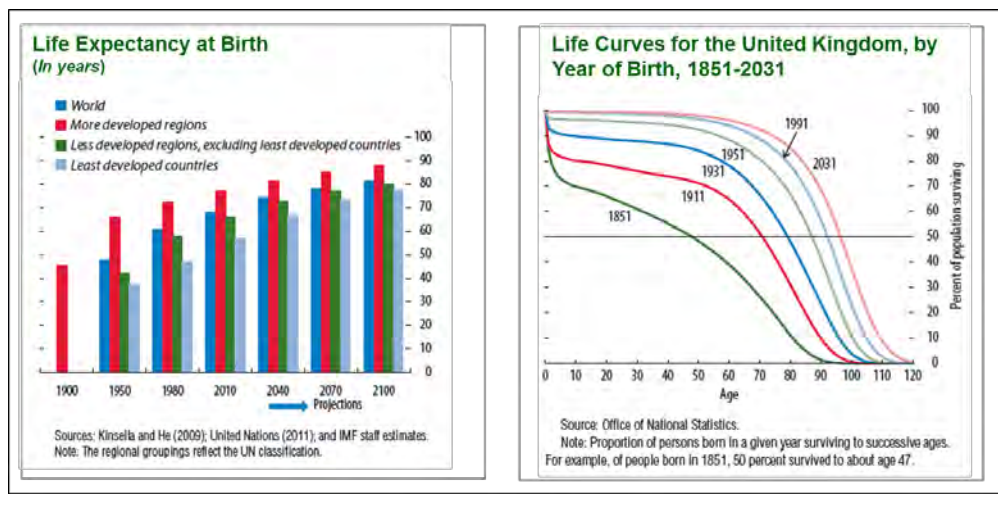 Life Expectancy at Birth
(In years)
World
More developed regions
Less developed regions, excluding least developed countries
Least developed countries
100
90
80
70
60
50
40
30
20
10
0
1900 1950 1980 2010 2040 2070 2100
Projections
Sources: Kinsella and He (2009); United Nations (2011); and IMF staff estimates.
Note: The regional groupings reflect the UN classification.
Life Curves for the United Kingdom, by
Year of Birth, 1851-2031
100
90
80
70
60
50
40
30
20
10
0
Percent of population surviving
1991
2031
1951
1931
1911
1851
0 10 20 30 40 50 60 70 80 90 100 110 120
Age
Source: Office of National Statistics.
Note: Proportion of persons born in a given year surviving to successive ages.
For example, of people born in 1851, 50 percent survived to about age 47.